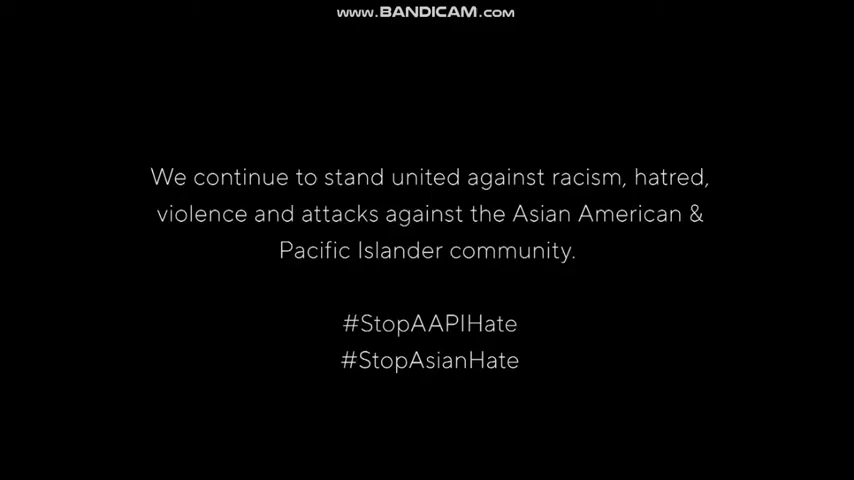 www.BANDICAM.com
We continue to stand united against racism, hatred,
violence and attacks against the Asian American &
Pacific Islander community.
#StopAAPIHate
#StopAsianHate